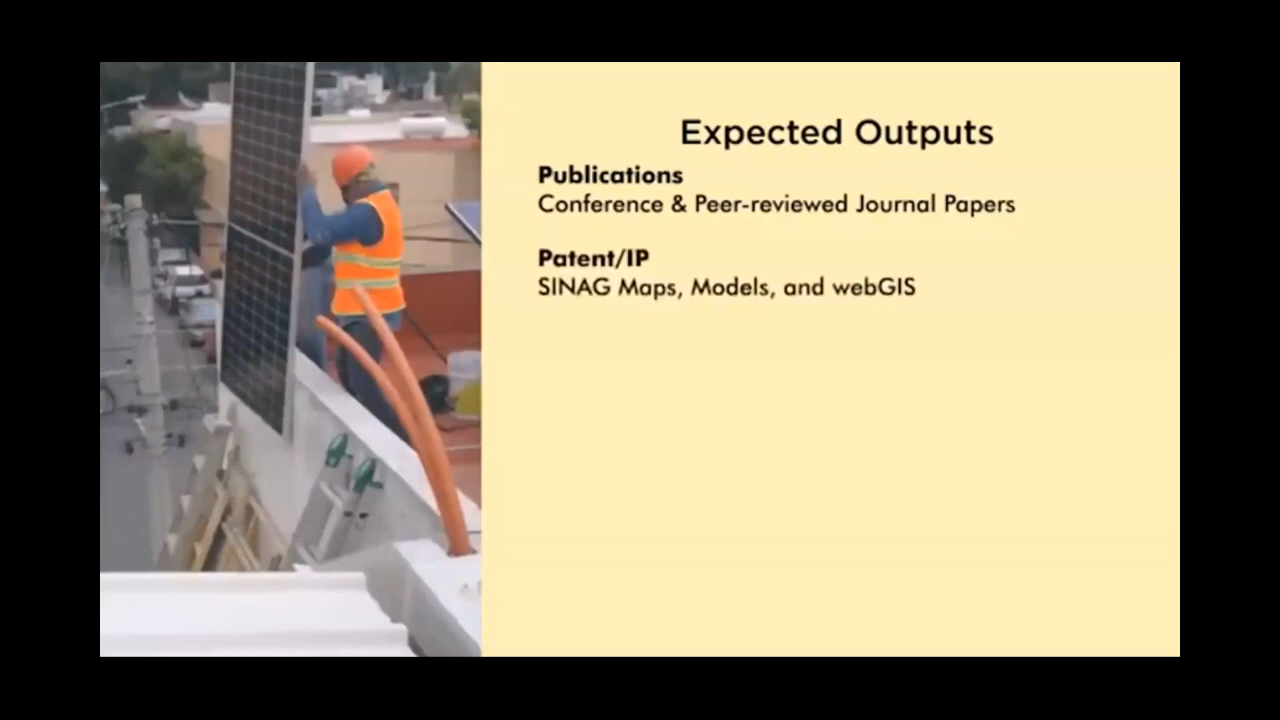 Expected Outputs
Publications
Conference & Peer-reviewed Journal Papers
Patent/IP
SINAG Maps, Models, and webGIS